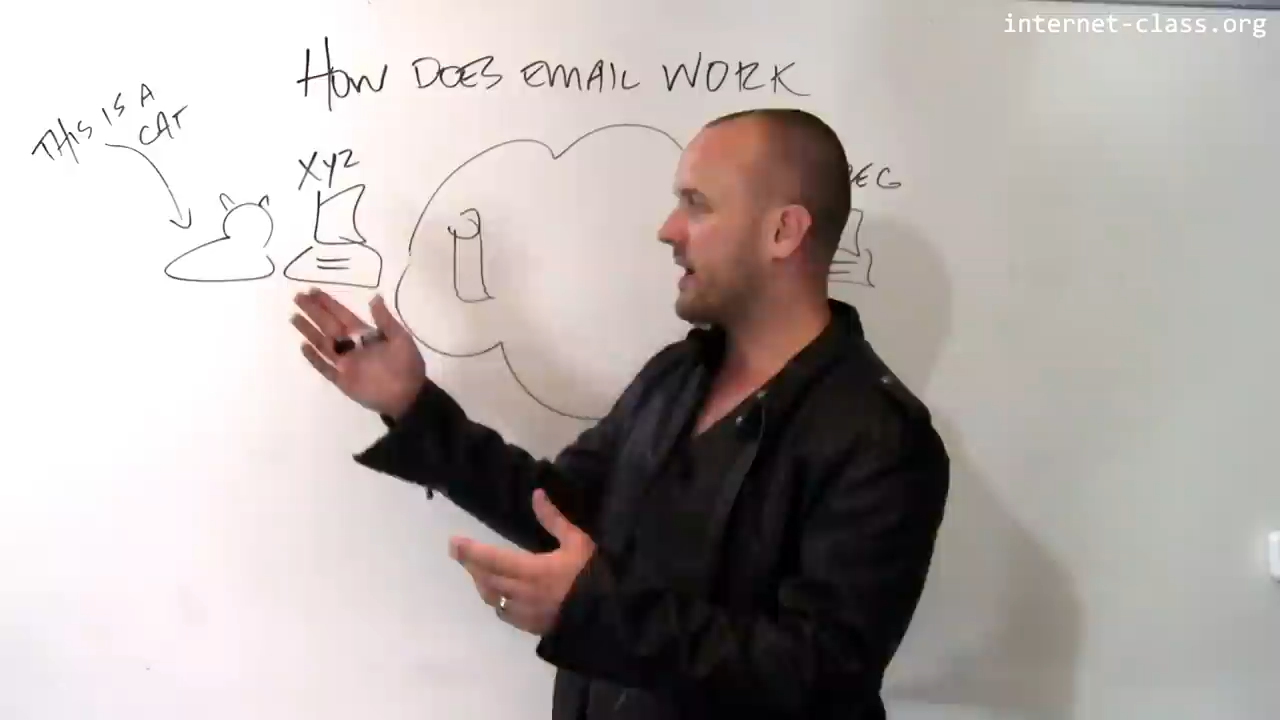 internet-class.org
HOW DOES EMAIL WORK
THIS IS A
CAT
XYZ